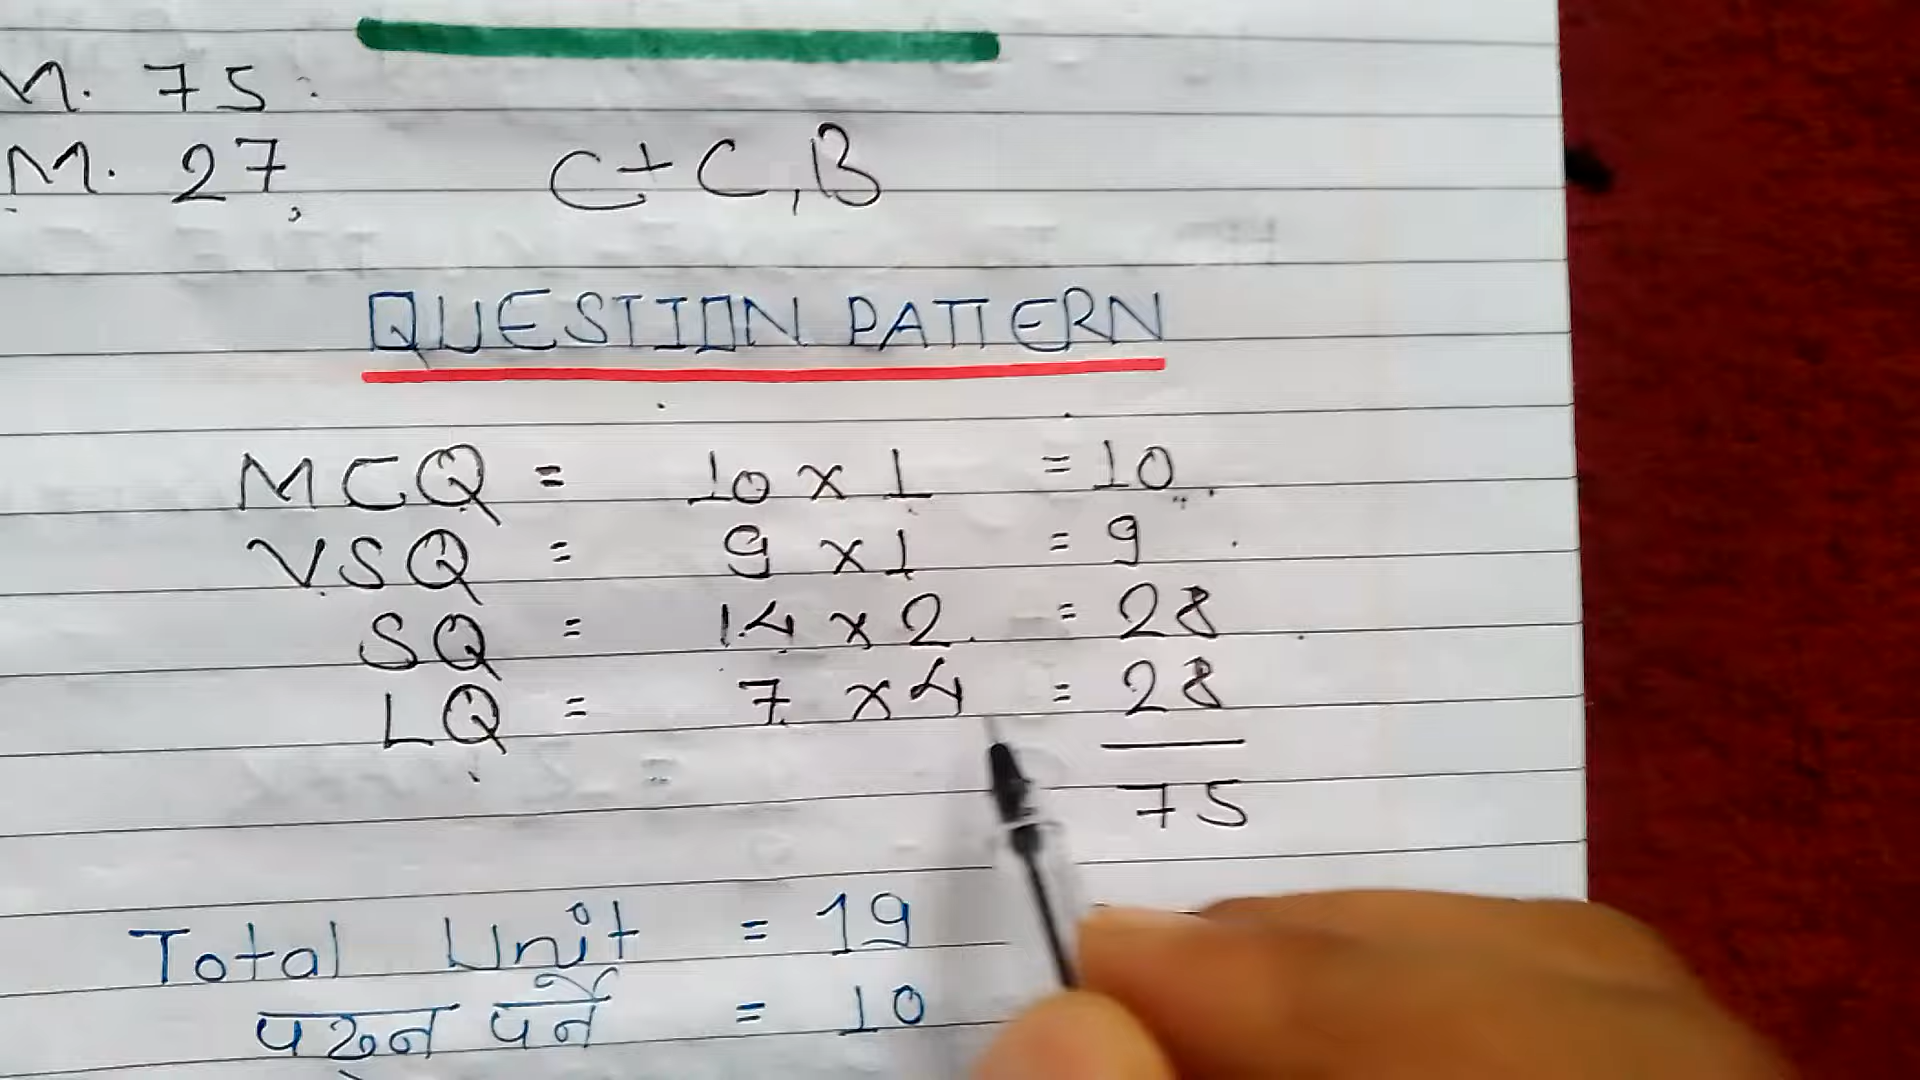 M. 75
M. 27 C+ C, B
QUESTION PATTERN
MCQ = 10 x 1 = 10
VSQ = 9 x 1 = 9
SQ = 14 x 2 = 28
LQ = 7 x 4 = 28
75
Total Unit = 19
पढ्न पर्ने = 10